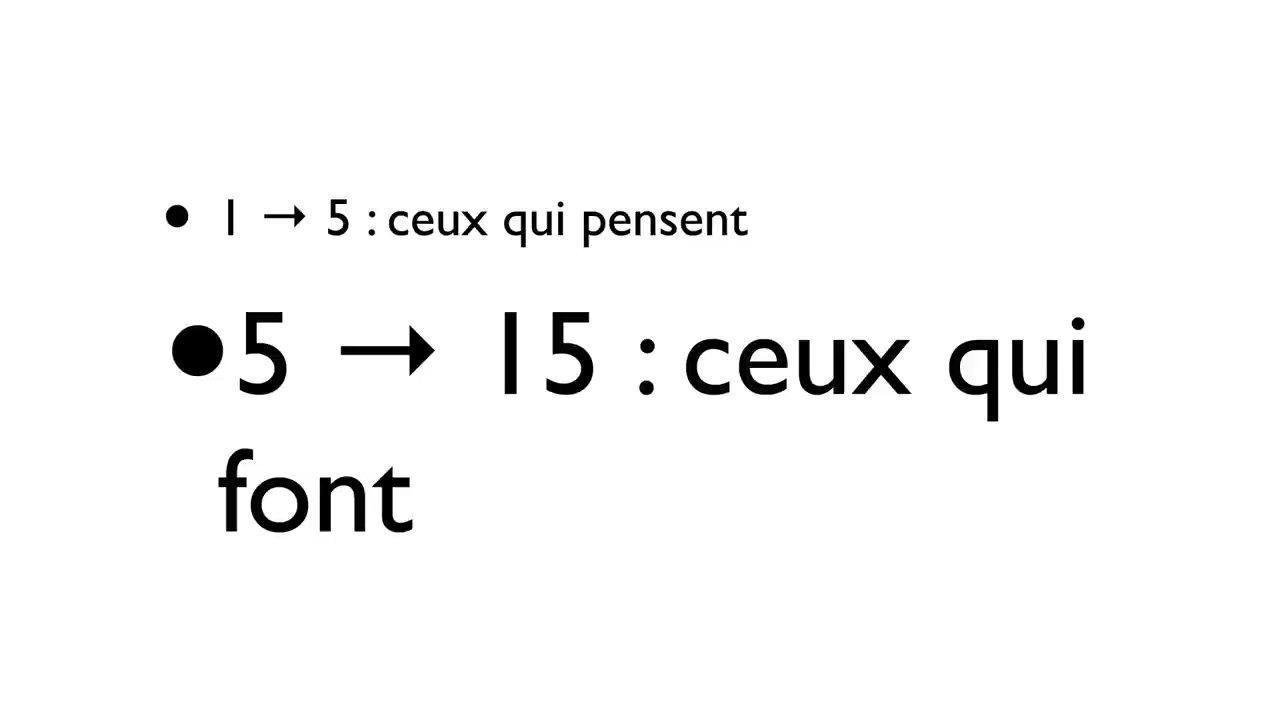 • 1 → 5 : ceux qui pensent
•5 → 15 : ceux qui
font